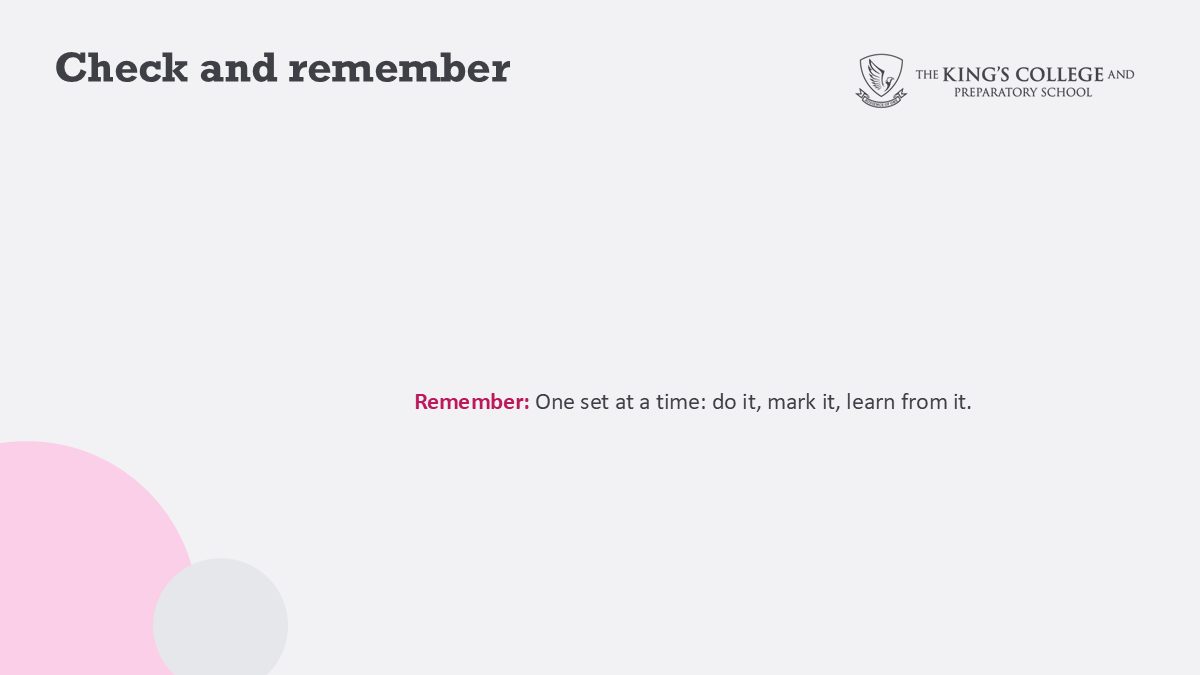 Check and remember
THE KING'S COLLEGE AND
PREPARATORY SCHOOL
Remember: One set at a time: do it, mark it, learn from it.